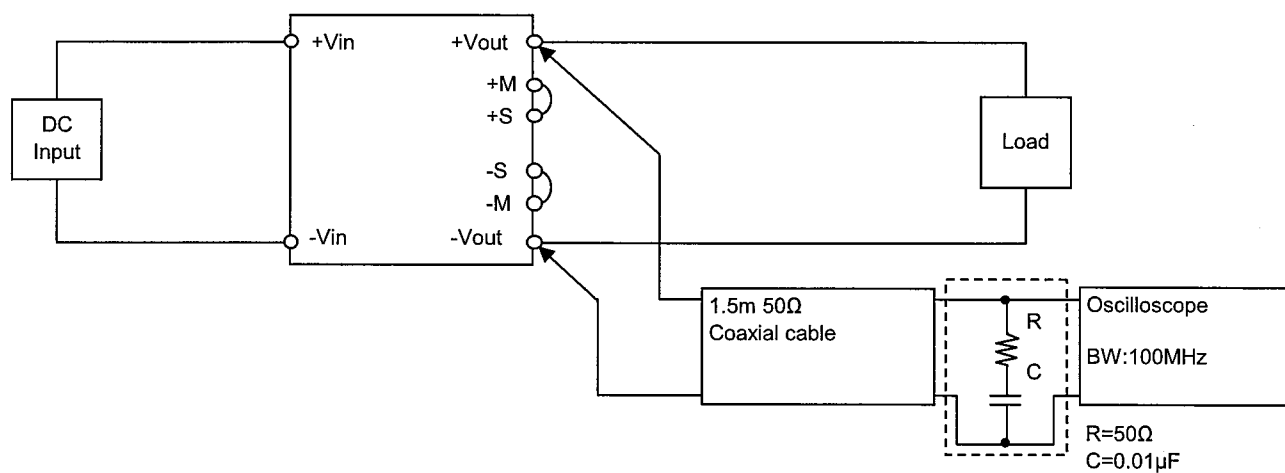 +Vin
+Vout
+M
+S
DC
Input
Load
-S
-M
-Vin
-Vout
1.5m 50Ω
Coaxial cable
R
C
Oscilloscope
BW:100MHz
R=50Ω
C=0.01µF